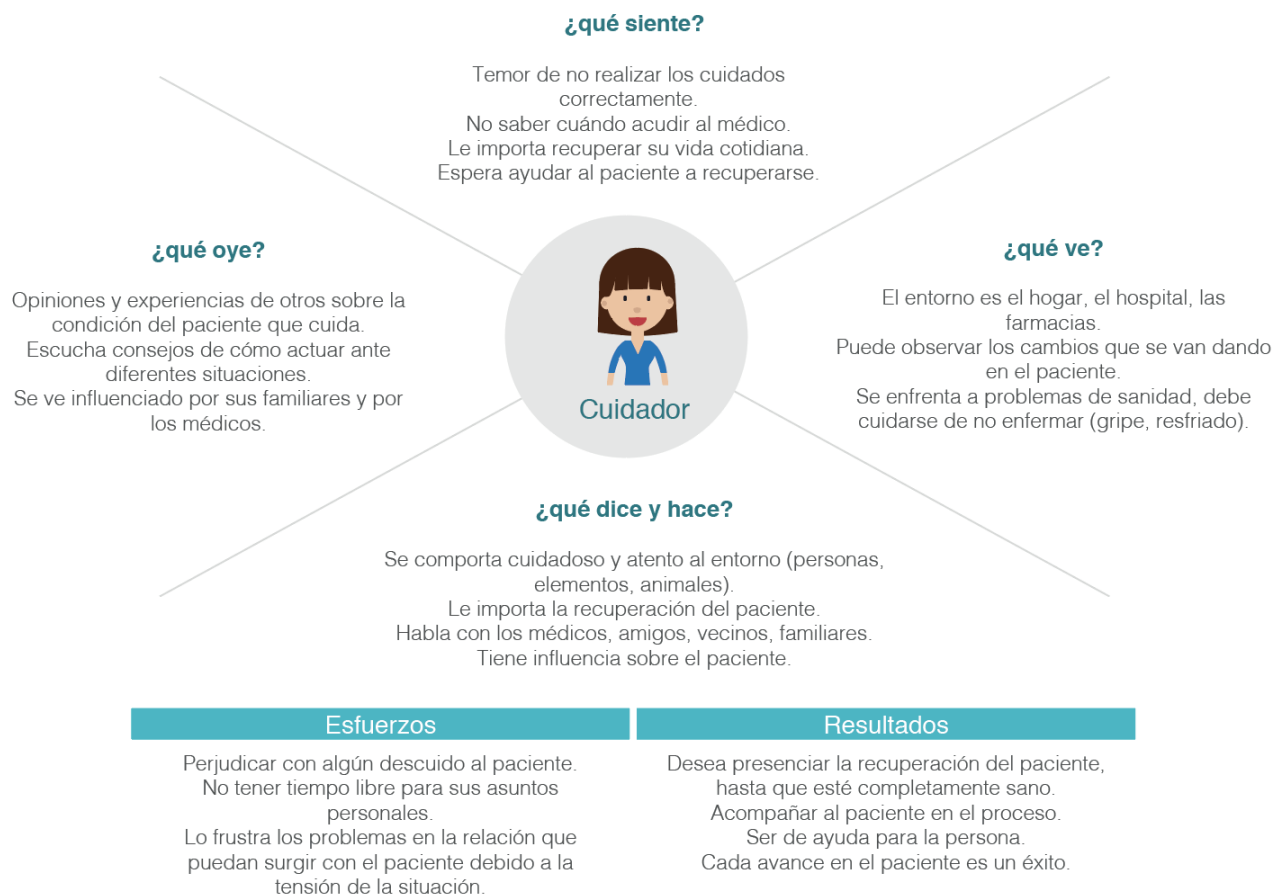 ¿qué siente?
Temor de no realizar los cuidados
correctamente.
No saber cuándo acudir al médico.
Le importa recuperar su vida cotidiana.
Espera ayudar al paciente a recuperarse.
¿qué oye?
Opiniones y experiencias de otros sobre la
condición del paciente que cuida.
Escucha consejos de cómo actuar ante
diferentes situaciones.
Se ve influenciado por sus familiares y por
los médicos.
Cuidador
¿qué ve?
El entorno es el hogar, el hospital, las
farmacias.
Puede observar los cambios que se van dando
en el paciente.
Se enfrenta a problemas de sanidad, debe
cuidarse de no enfermar (gripe, resfriado).
¿qué dice y hace?
Se comporta cuidadoso y atento al entorno (personas,
elementos, animales).
Le importa la recuperación del paciente.
Habla con los médicos, amigos, vecinos, familiares.
Tiene influencia sobre el paciente.
Esfuerzos
Perjudicar con algún descuido al paciente.
No tener tiempo libre para sus asuntos
personales.
Lo frustra los problemas en la relación que
puedan surgir con el paciente debido a la
tensión de la situación.
Resultados
Desea presenciar la recuperación del paciente,
hasta que esté completamente sano.
Acompañar al paciente en el proceso.
Ser de ayuda para la persona.
Cada avance en el paciente es un éxito.